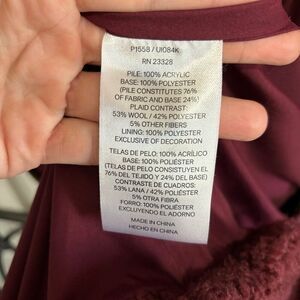 P1558 / UI084K
RN 23328
PILE: 100% ACRYLIC
BASE: 100% POLYESTER
(PILE CONSTITUTES 76%
OF FABRIC AND BASE 24%)
PLAID CONTRAST:
53% WOOL / 42% POLYESTER
5% OTHER FIBERS
LINING: 100% POLYESTER
EXCLUSIVE OF DECORATION
TELAS DE PELO: 100% ACRÍLICO
BASE: 100% POLIÉSTER
(TELAS DE PELO CONSISTUYEN EL
76% DEL TEJIDO Y 24% DEL BASE)
CONTRASTE DE CUADROS:
53% LANA / 42% POLIÉSTER
5% OTRA FIBRA
FORRO: 100% POLIÉSTER
EXCLUYENDO EL ADORNO
MADE IN CHINA
HECHO EN CHINA